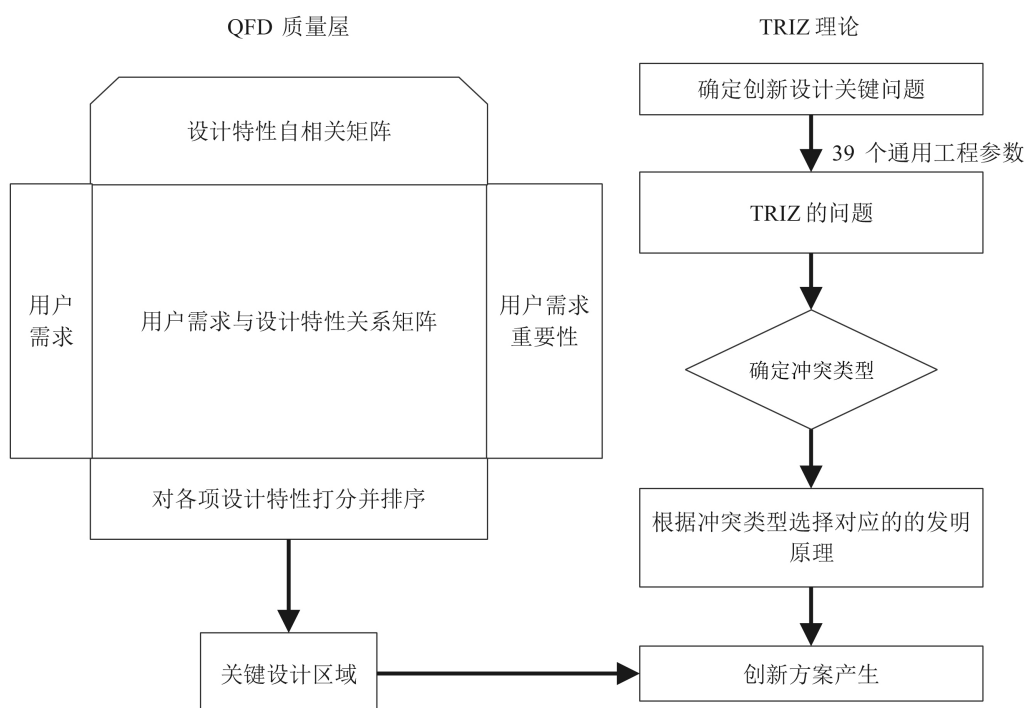 QFD 质量屋
设计特性自相关矩阵
用户
需求
用户需求与设计特性关系矩阵
用户需求
重要性
对各项设计特性打分并排序
关键设计区域
TRIZ 理论
确定创新设计关键问题
39 个通用工程参数
TRIZ 的问题
确定冲突类型
根据冲突类型选择对应的的发明
原理
创新方案产生